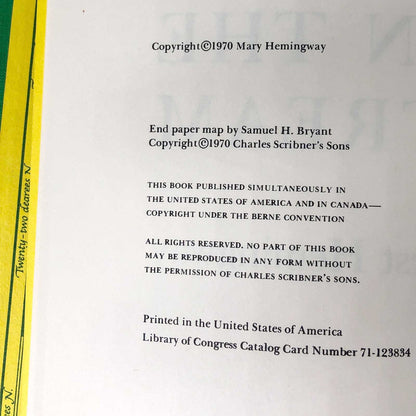 Copyright©1970 Mary Hemingway
End paper map by Samuel H. Bryant
Copyright©1970 Charles Scribner's Sons
THIS BOOK PUBLISHED SIMULTANEOUSLY IN
THE UNITED STATES OF AMERICA AND IN CANADA—
COPYRIGHT UNDER THE BERNE CONVENTION
ALL RIGHTS RESERVED. NO PART OF THIS BOOK
MAY BE REPRODUCED IN ANY FORM WITHOUT
THE PERMISSION OF CHARLES SCRIBNER'S SONS.
Printed in the United States of America
Library of Congress Catalog Card Number 71-123834
Twenty-two degrees N.